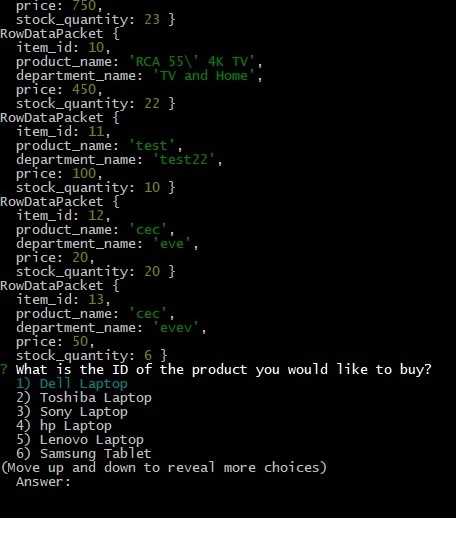 price: 750,
stock_quantity: 23 }
RowDataPacket {
item_id: 10,
product_name: 'RCA 55\' 4K TV',
department_name: 'TV and Home',
price: 450,
stock_quantity: 22 }
RowDataPacket {
item_id: 11,
product_name: 'test',
department_name: 'test22',
price: 100,
stock_quantity: 10 }
RowDataPacket {
item_id: 12,
product_name: 'cec',
department_name: 'eve',
price: 20,
stock_quantity: 20 }
RowDataPacket {
item_id: 13,
product_name: 'cec',
department_name: 'evev',
price: 50,
stock_quantity: 6 }
? What is the ID of the product you would like to buy?
1) Dell Laptop
2) Toshiba Laptop
3) Sony Laptop
4) hp Laptop
5) Lenovo Laptop
6) Samsung Tablet
(Move up and down to reveal more choices)
Answer: